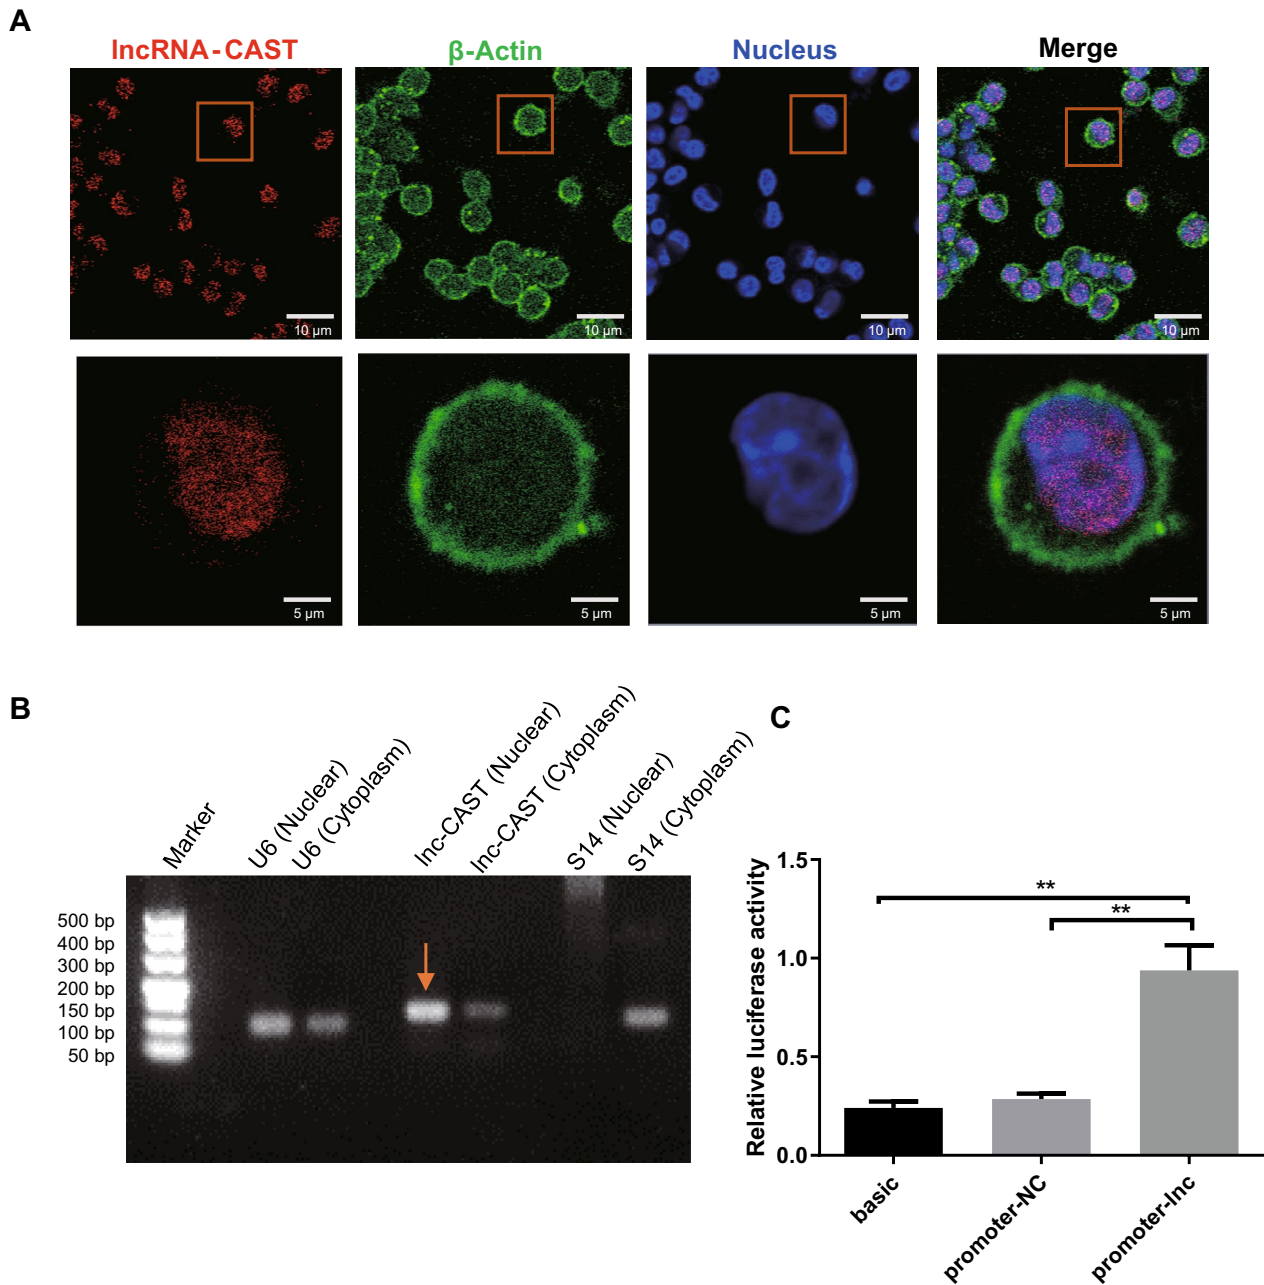 A
lncRNA-CAST
β-Actin
Nucleus
Merge
10 µm
10 µm
10 µm
10 µm
5 µm
5 µm
5 µm
5 µm
B
Marker
U6 (Nuclear)
U6 (Cytoplasm)
lnc-CAST (Nuclear)
lnc-CAST (Cytoplasm)
S14 (Nuclear)
S14 (Cytoplasm)
500 bp
400 bp
300 bp
200 bp
150 bp
100 bp
50 bp
C
Relative luciferase activity
1.5
1.0
0.5
0.0
**
**
basic
promoter-NC
promoter-lnc